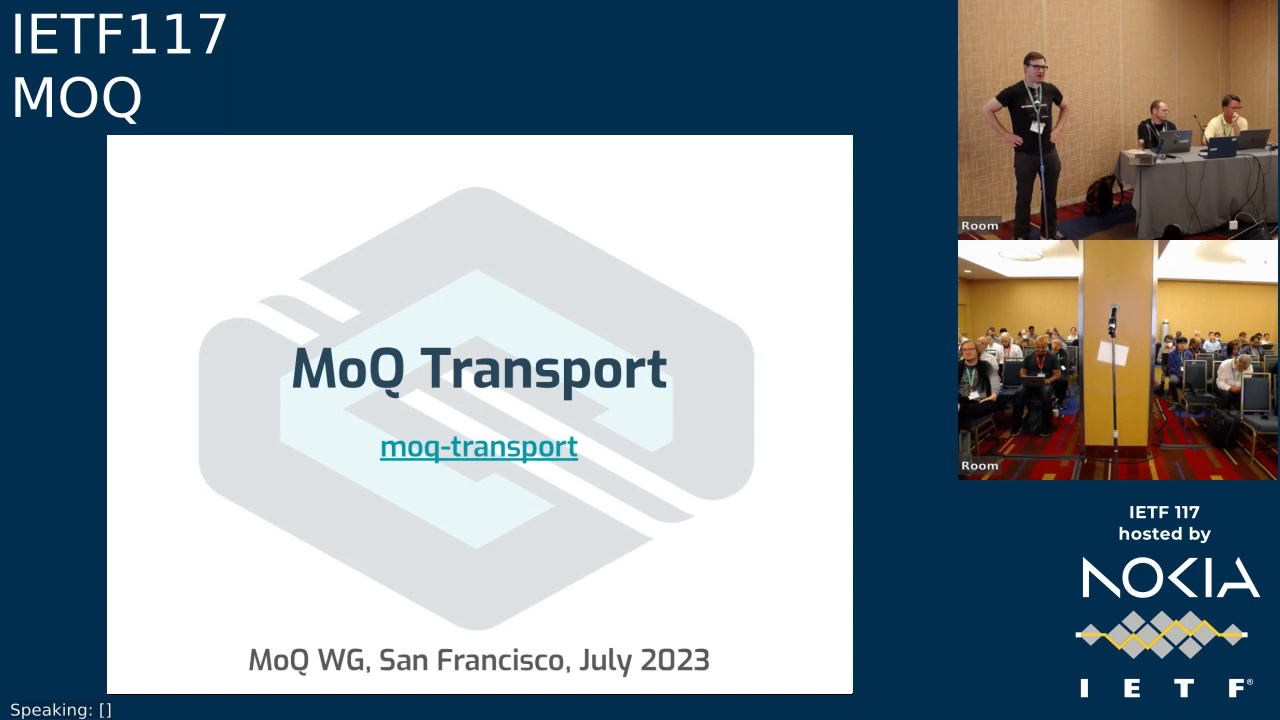 IETF117
MOQ
MoQ Transport
moq-transport
MoQ WG, San Francisco, July 2023
Speaking: []
Room
Room
IETF 117
hosted by
NOKIA
I E T F®